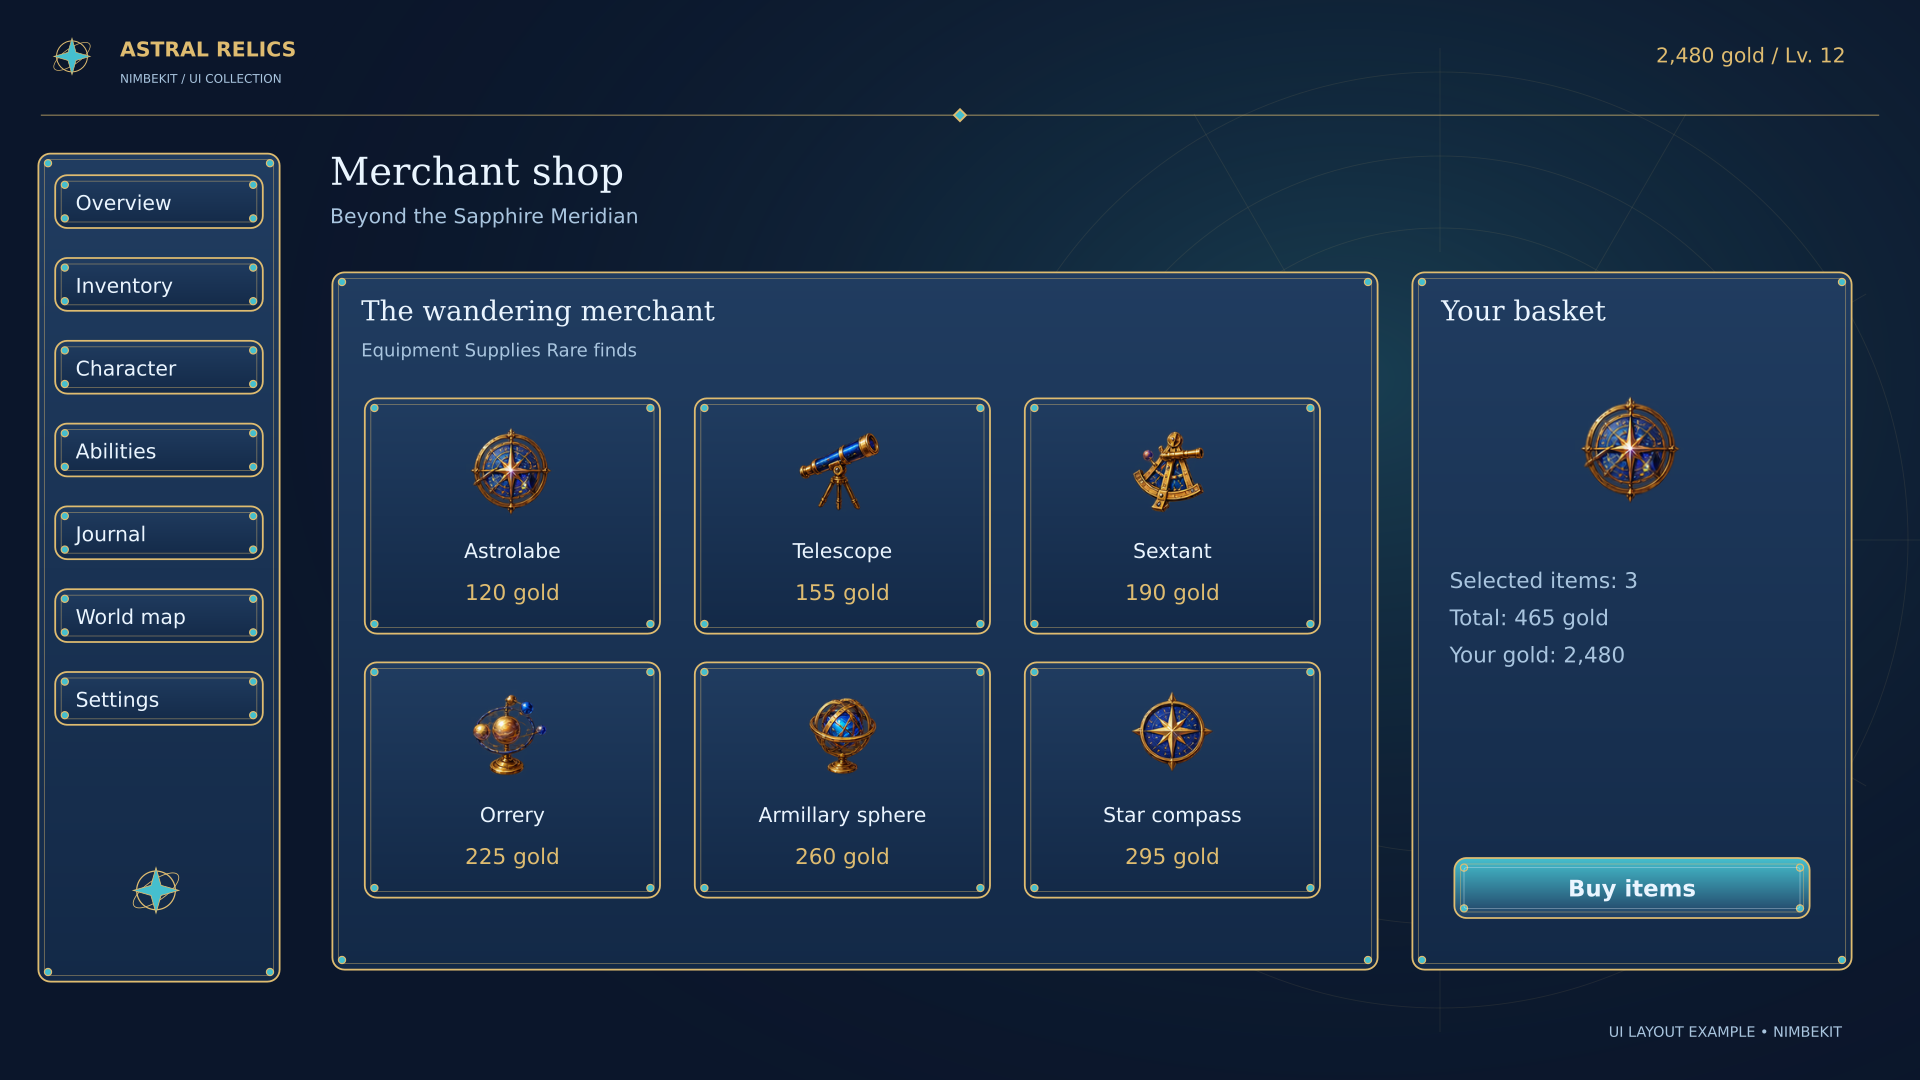 ASTRAL RELICS
NIMBEKIT / UI COLLECTION
2,480 gold / Lv. 12
Overview
Inventory
Character
Abilities
Journal
World map
Settings
Merchant shop
Beyond the Sapphire Meridian
The wandering merchant
Equipment Supplies Rare finds
Astrolabe
120 gold
Telescope
155 gold
Sextant
190 gold
Orrery
225 gold
Armillary sphere
260 gold
Star compass
295 gold
Your basket
Selected items: 3
Total: 465 gold
Your gold: 2,480
Buy items
UI LAYOUT EXAMPLE • NIMBEKIT